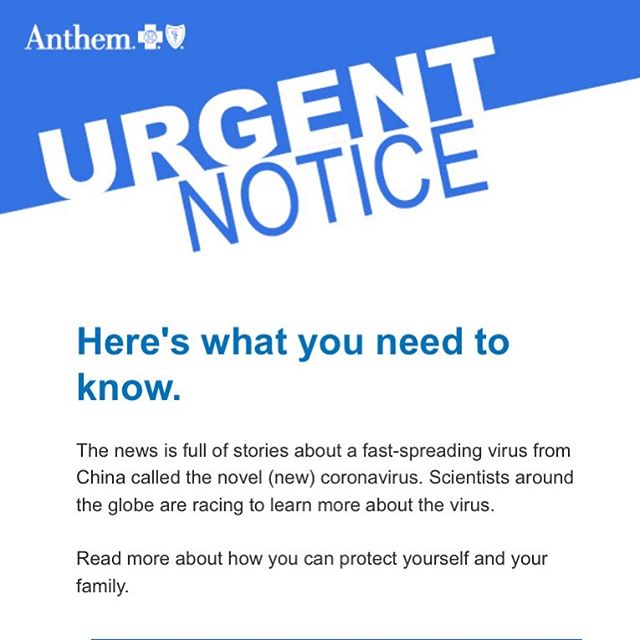 Anthem.
URGENT
NOTICE
Here's what you need to
know.
The news is full of stories about a fast-spreading virus from
China called the novel (new) coronavirus. Scientists around
the globe are racing to learn more about the virus.
Read more about how you can protect yourself and your
family.